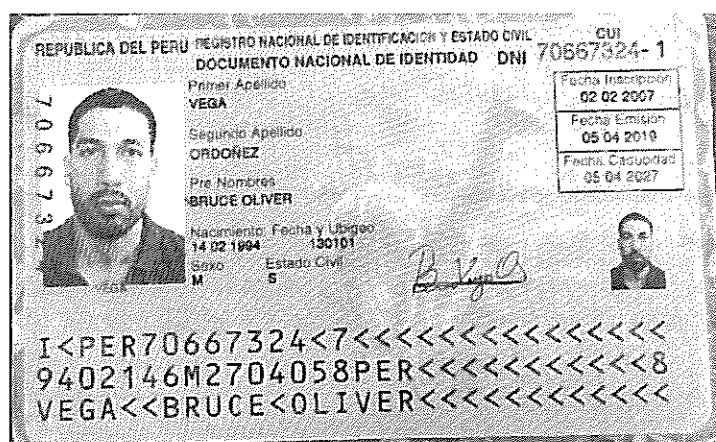 REPUBLICA DEL PERU REGISTRO NACIONAL DE IDENTIFICACION Y ESTADO CIVIL CUI
DOCUMENTO NACIONAL DE IDENTIDAD DNI 70667324-1
Primer Apellido
VEGA
Segundo Apellido
ORDOÑEZ
Pre Nombres
BRUCE OLIVER
Nacimiento: Fecha y Ubigeo
14 02 1994 130101
Sexo Estado Civil
M S
Fecha Inscripción
02 02 2007
Fecha Emisión
05 04 2019
Fecha Caducidad
05 04 2027
B Vega O
I<PER70667324<7<<<<<<<<<<<<<<<
9402146M2704058PER<<<<<<<<<<<8
VEGA<<BRUCE<OLIVER<<<<<<<<<<<<